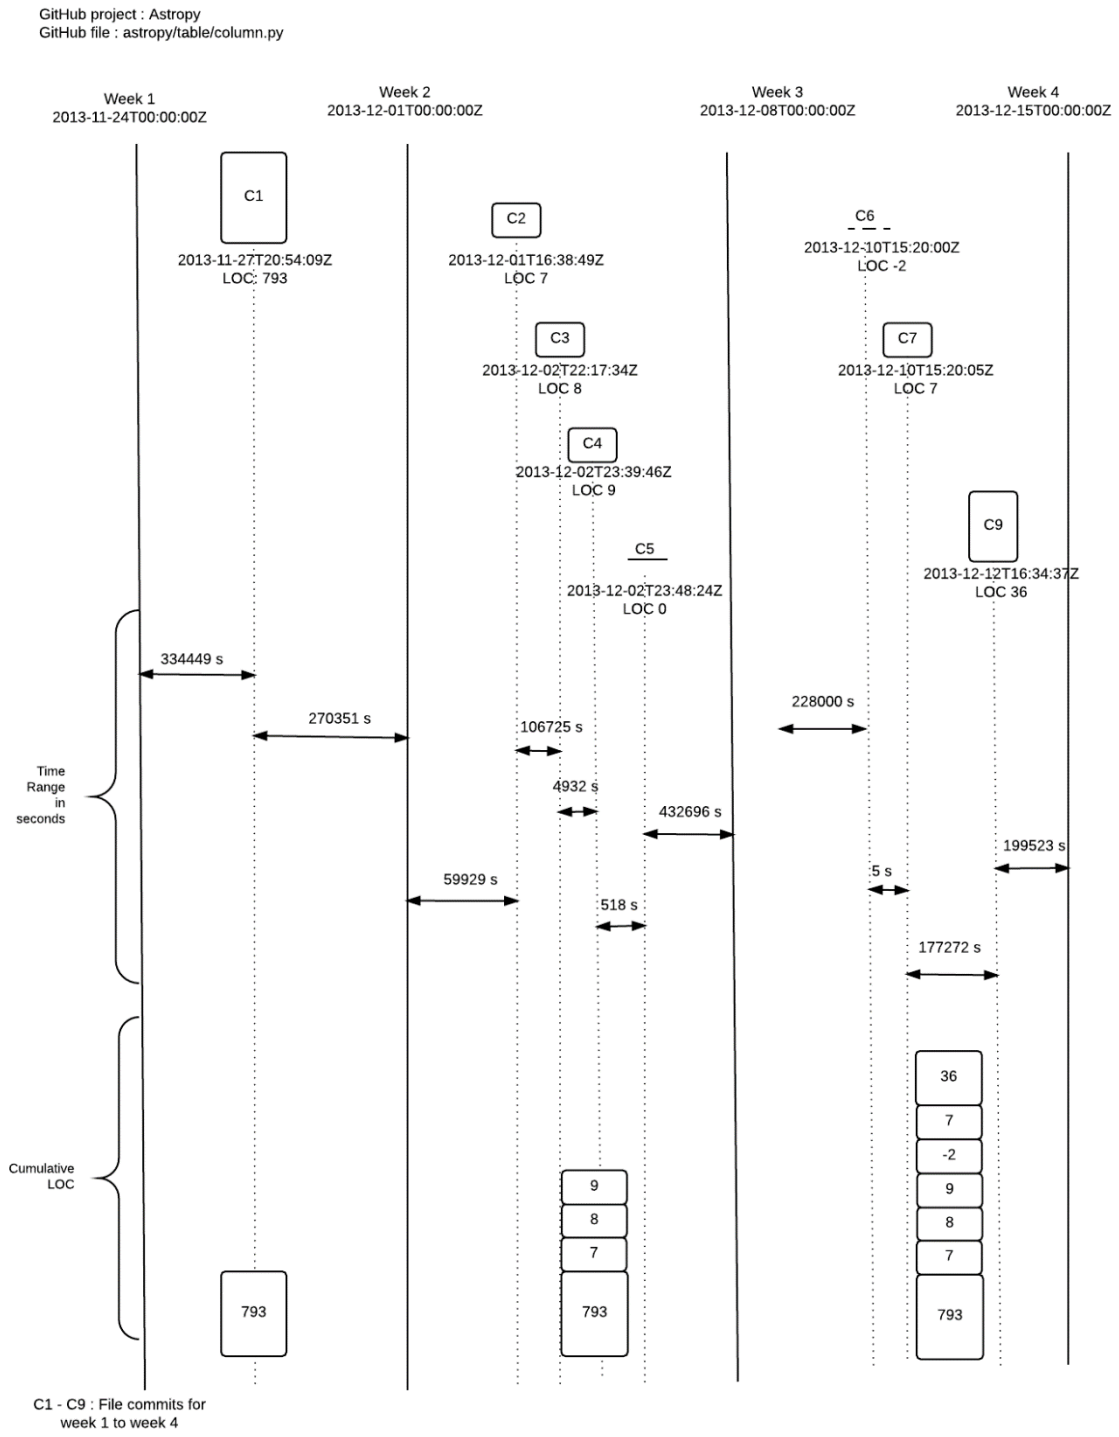 GitHub project : Astropy
GitHub file : astropy/table/column.py
Week 1
2013-11-24T00:00:00Z
Week 2
2013-12-01T00:00:00Z
Week 3
2013-12-08T00:00:00Z
Week 4
2013-12-15T00:00:00Z
C1
2013-11-27T20:54:09Z
LOC: 793
C2
2013-12-01T16:38:49Z
LOC 7
C6
2013-12-10T15:20:00Z
LOC -2
C3
2013-12-02T22:17:34Z
LOC 8
C7
2013-12-10T15:20:05Z
LOC 7
C4
2013-12-02T23:39:46Z
LOC 9
C9
2013-12-12T16:34:37Z
LOC 36
C5
2013-12-02T23:48:24Z
LOC 0
334449 s
270351 s
228000 s
106725 s
4932 s
432696 s
199523 s
5 s
59929 s
518 s
177272 s
Time
Range
in
seconds
Cumulative
LOC
793
9
8
7
793
36
7
-2
9
8
7
793
C1 - C9 : File commits for
week 1 to week 4